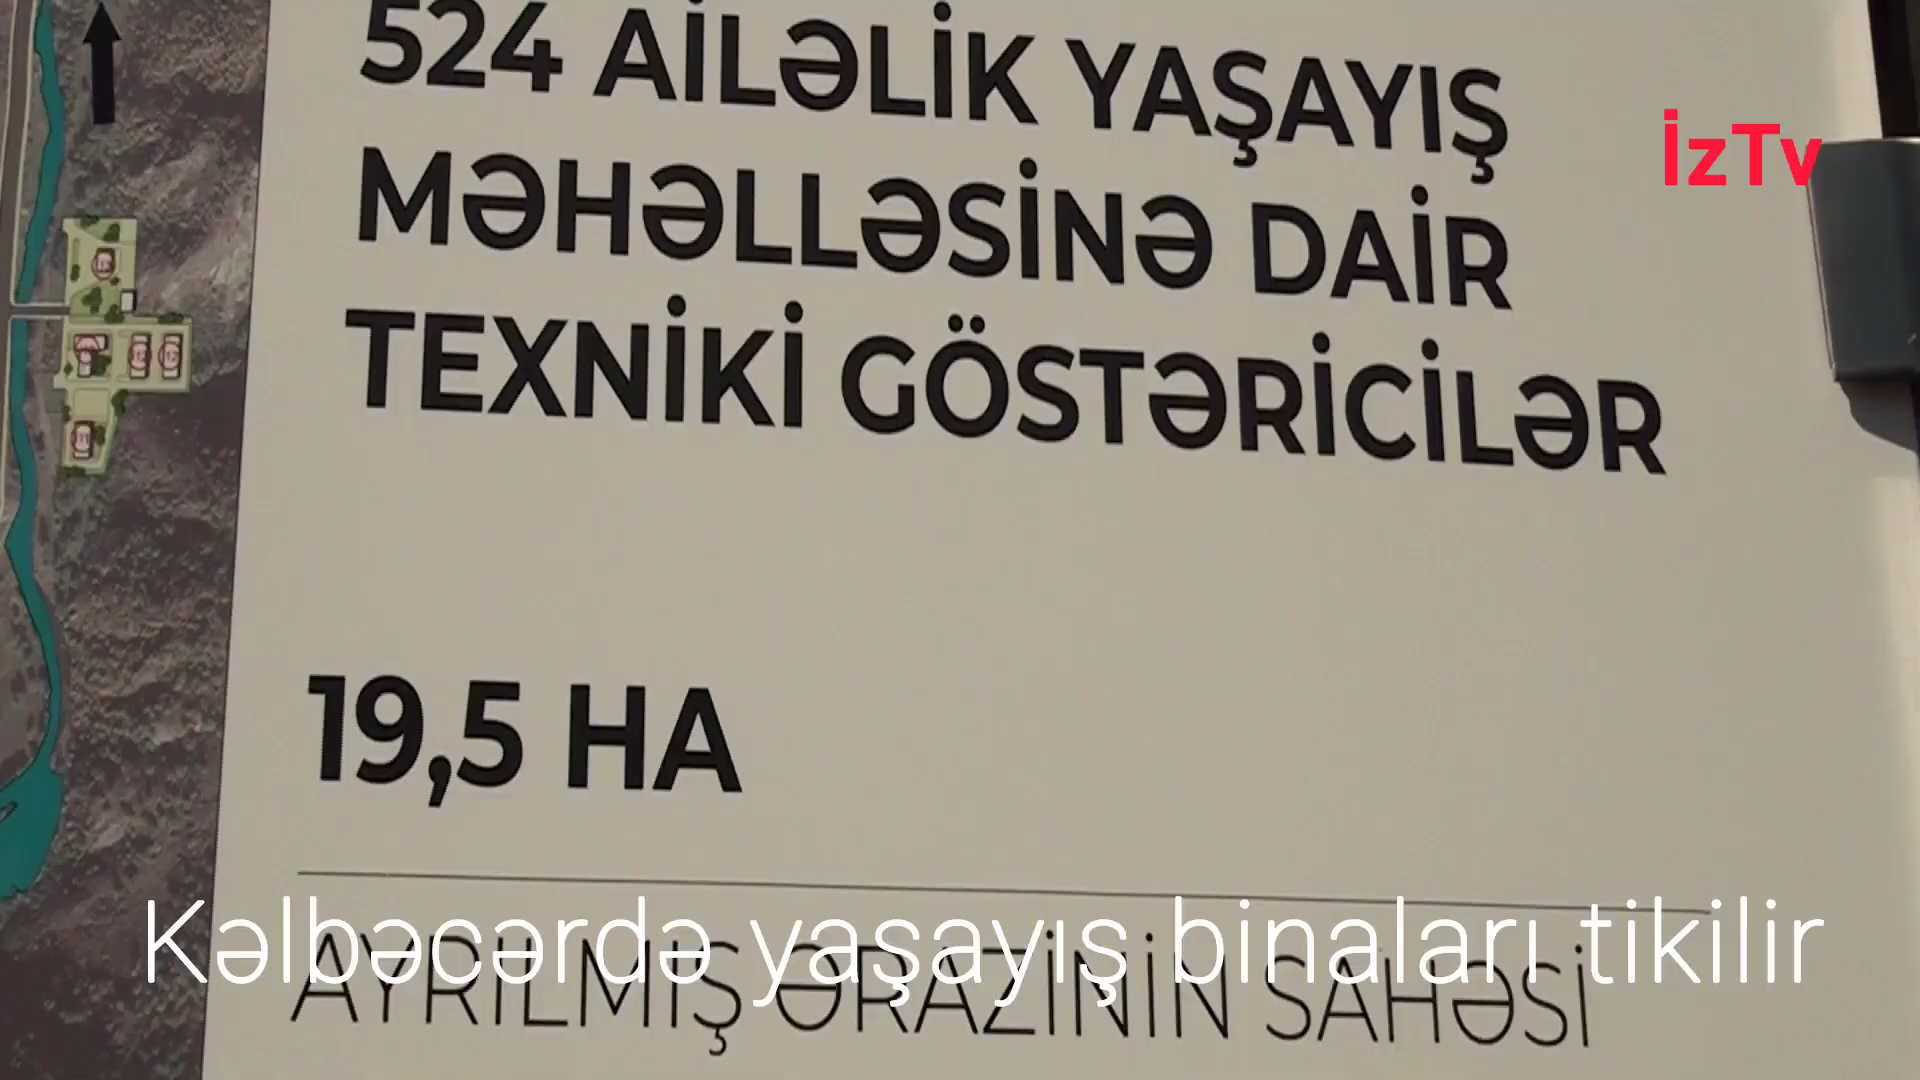 524 AİLƏLİK YAŞAYIŞ
MƏHƏLLƏSİNƏ DAİR
TEXNİKİ GÖSTƏRİCİLƏR
İzTv
19,5 HA
Kəlbəcərdə yaşayış binaları tikilir
AYRILMIŞ ƏRAZİNİN SAHƏSİ